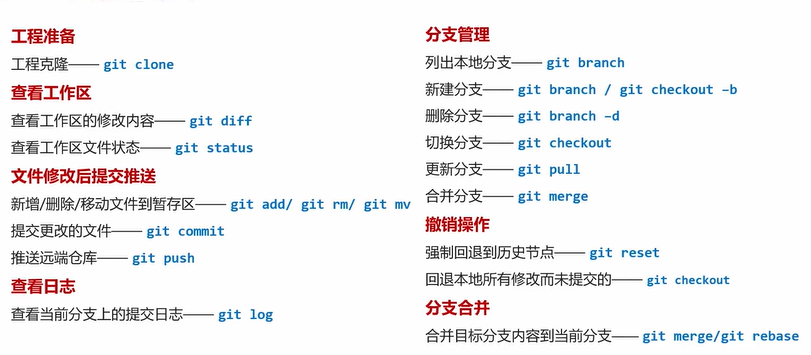 工程准备
工程克隆—— git clone
查看工作区
查看工作区的修改内容—— git diff
查看工作区文件状态—— git status
文件修改后提交推送
新增/删除/移动文件到暂存区—— git add/ git rm/ git mv
提交更改的文件—— git commit
推送远端仓库—— git push
查看日志
查看当前分支上的提交日志—— git log
分支管理
列出本地分支—— git branch
新建分支—— git branch / git checkout –b
删除分支—— git branch –d
切换分支—— git checkout
更新分支—— git pull
合并分支—— git merge
撤销操作
强制回退到历史节点—— git reset
回退本地所有修改而未提交的—— git checkout
分支合并
合并目标分支内容到当前分支—— git merge/git rebase